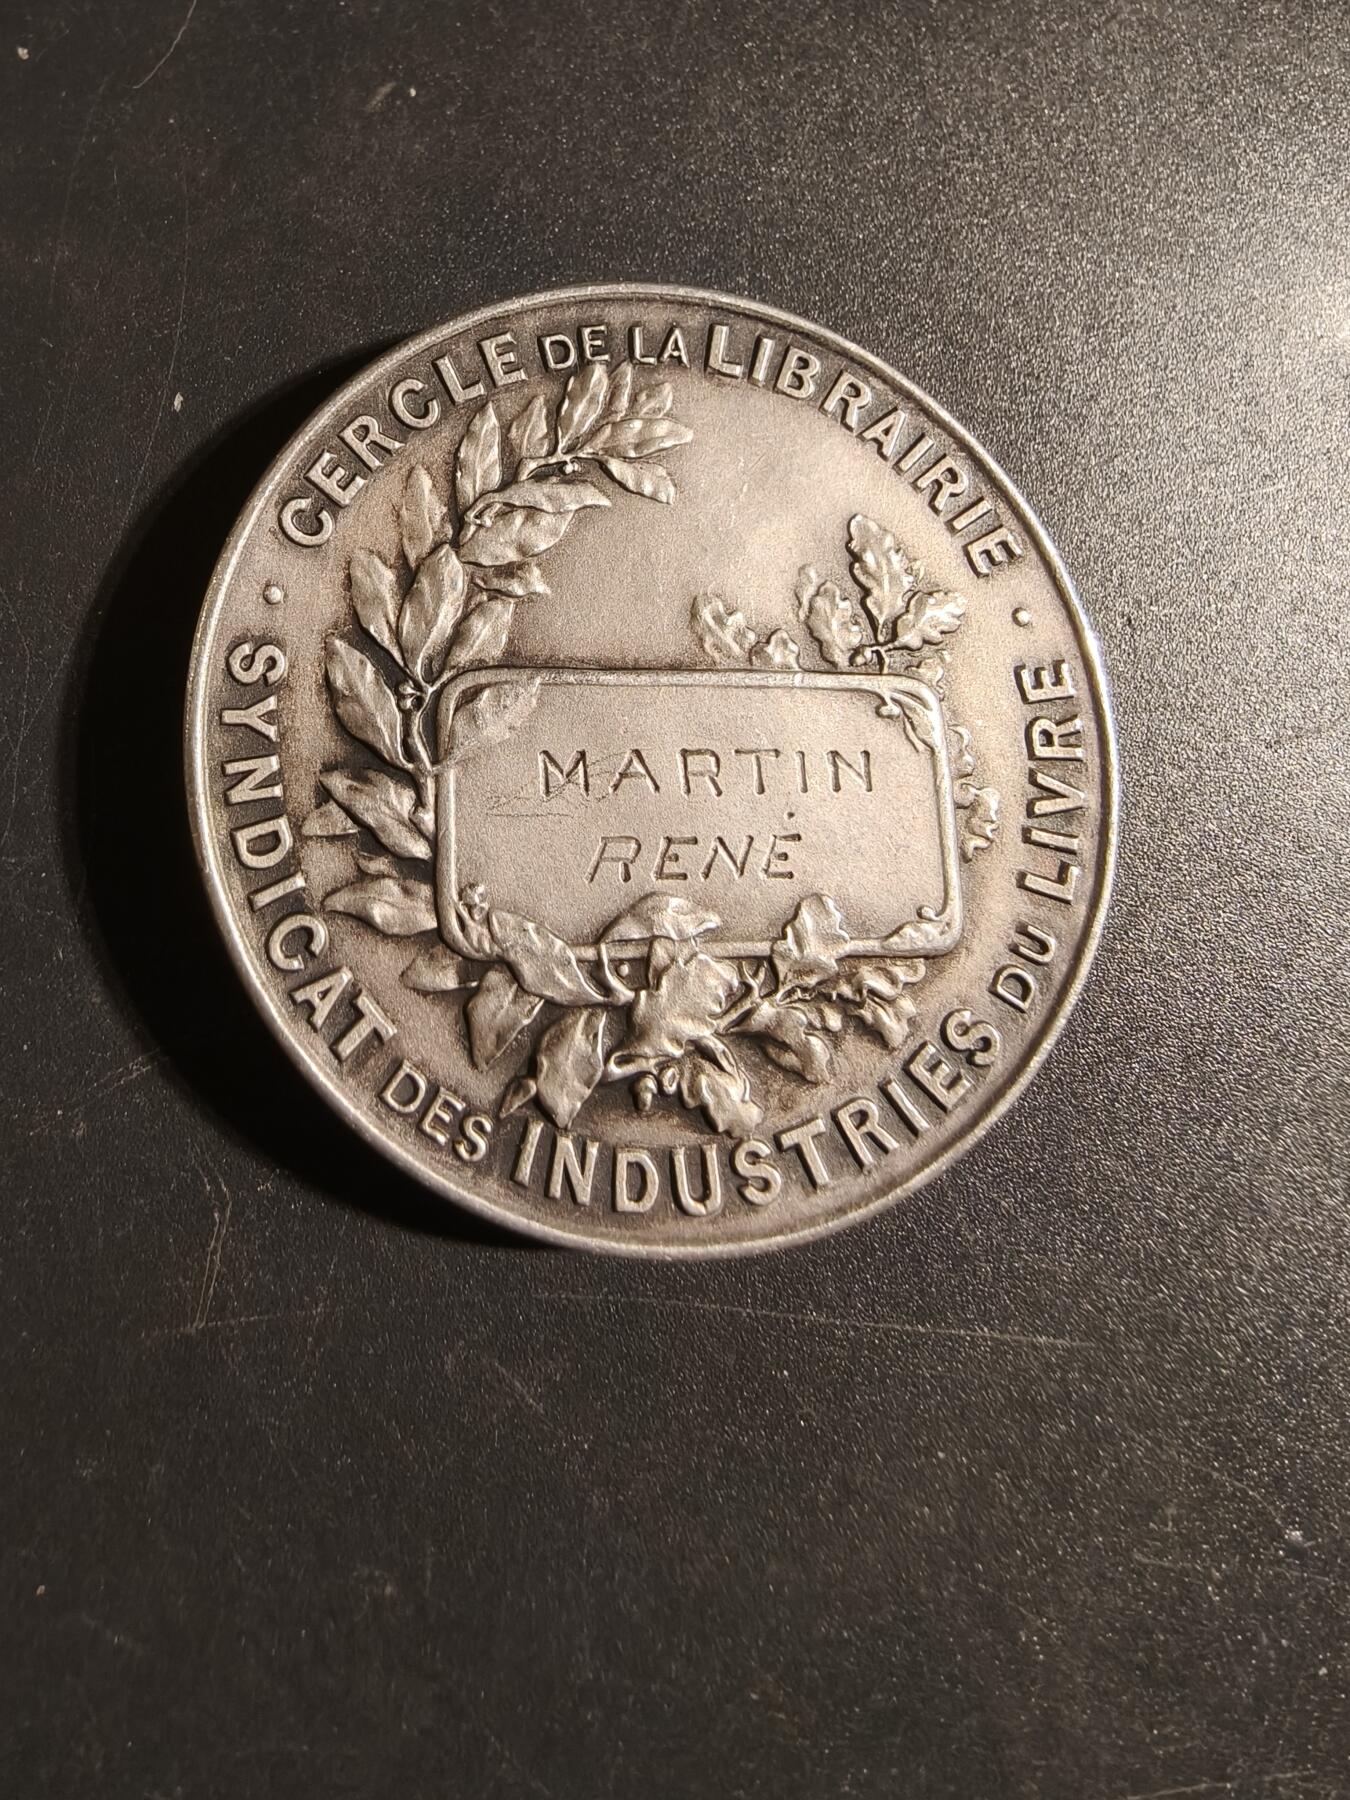 CERCLE DE LA LIBRAIRIE
SYNDICAT DES INDUSTRIES DU LIVRE
MARTIN
RENÉ